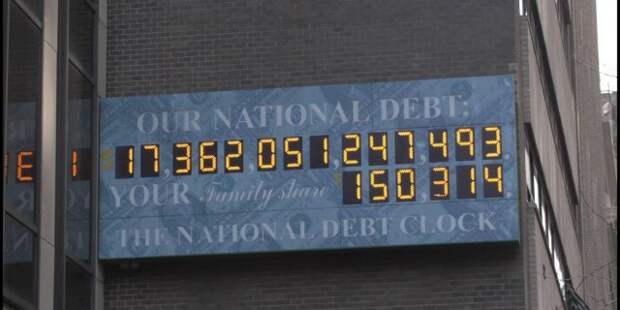 OUR NATIONAL DEBT:
$17,362,051,247,493.
YOUR Family share $150,314
THE NATIONAL DEBT CLOCK